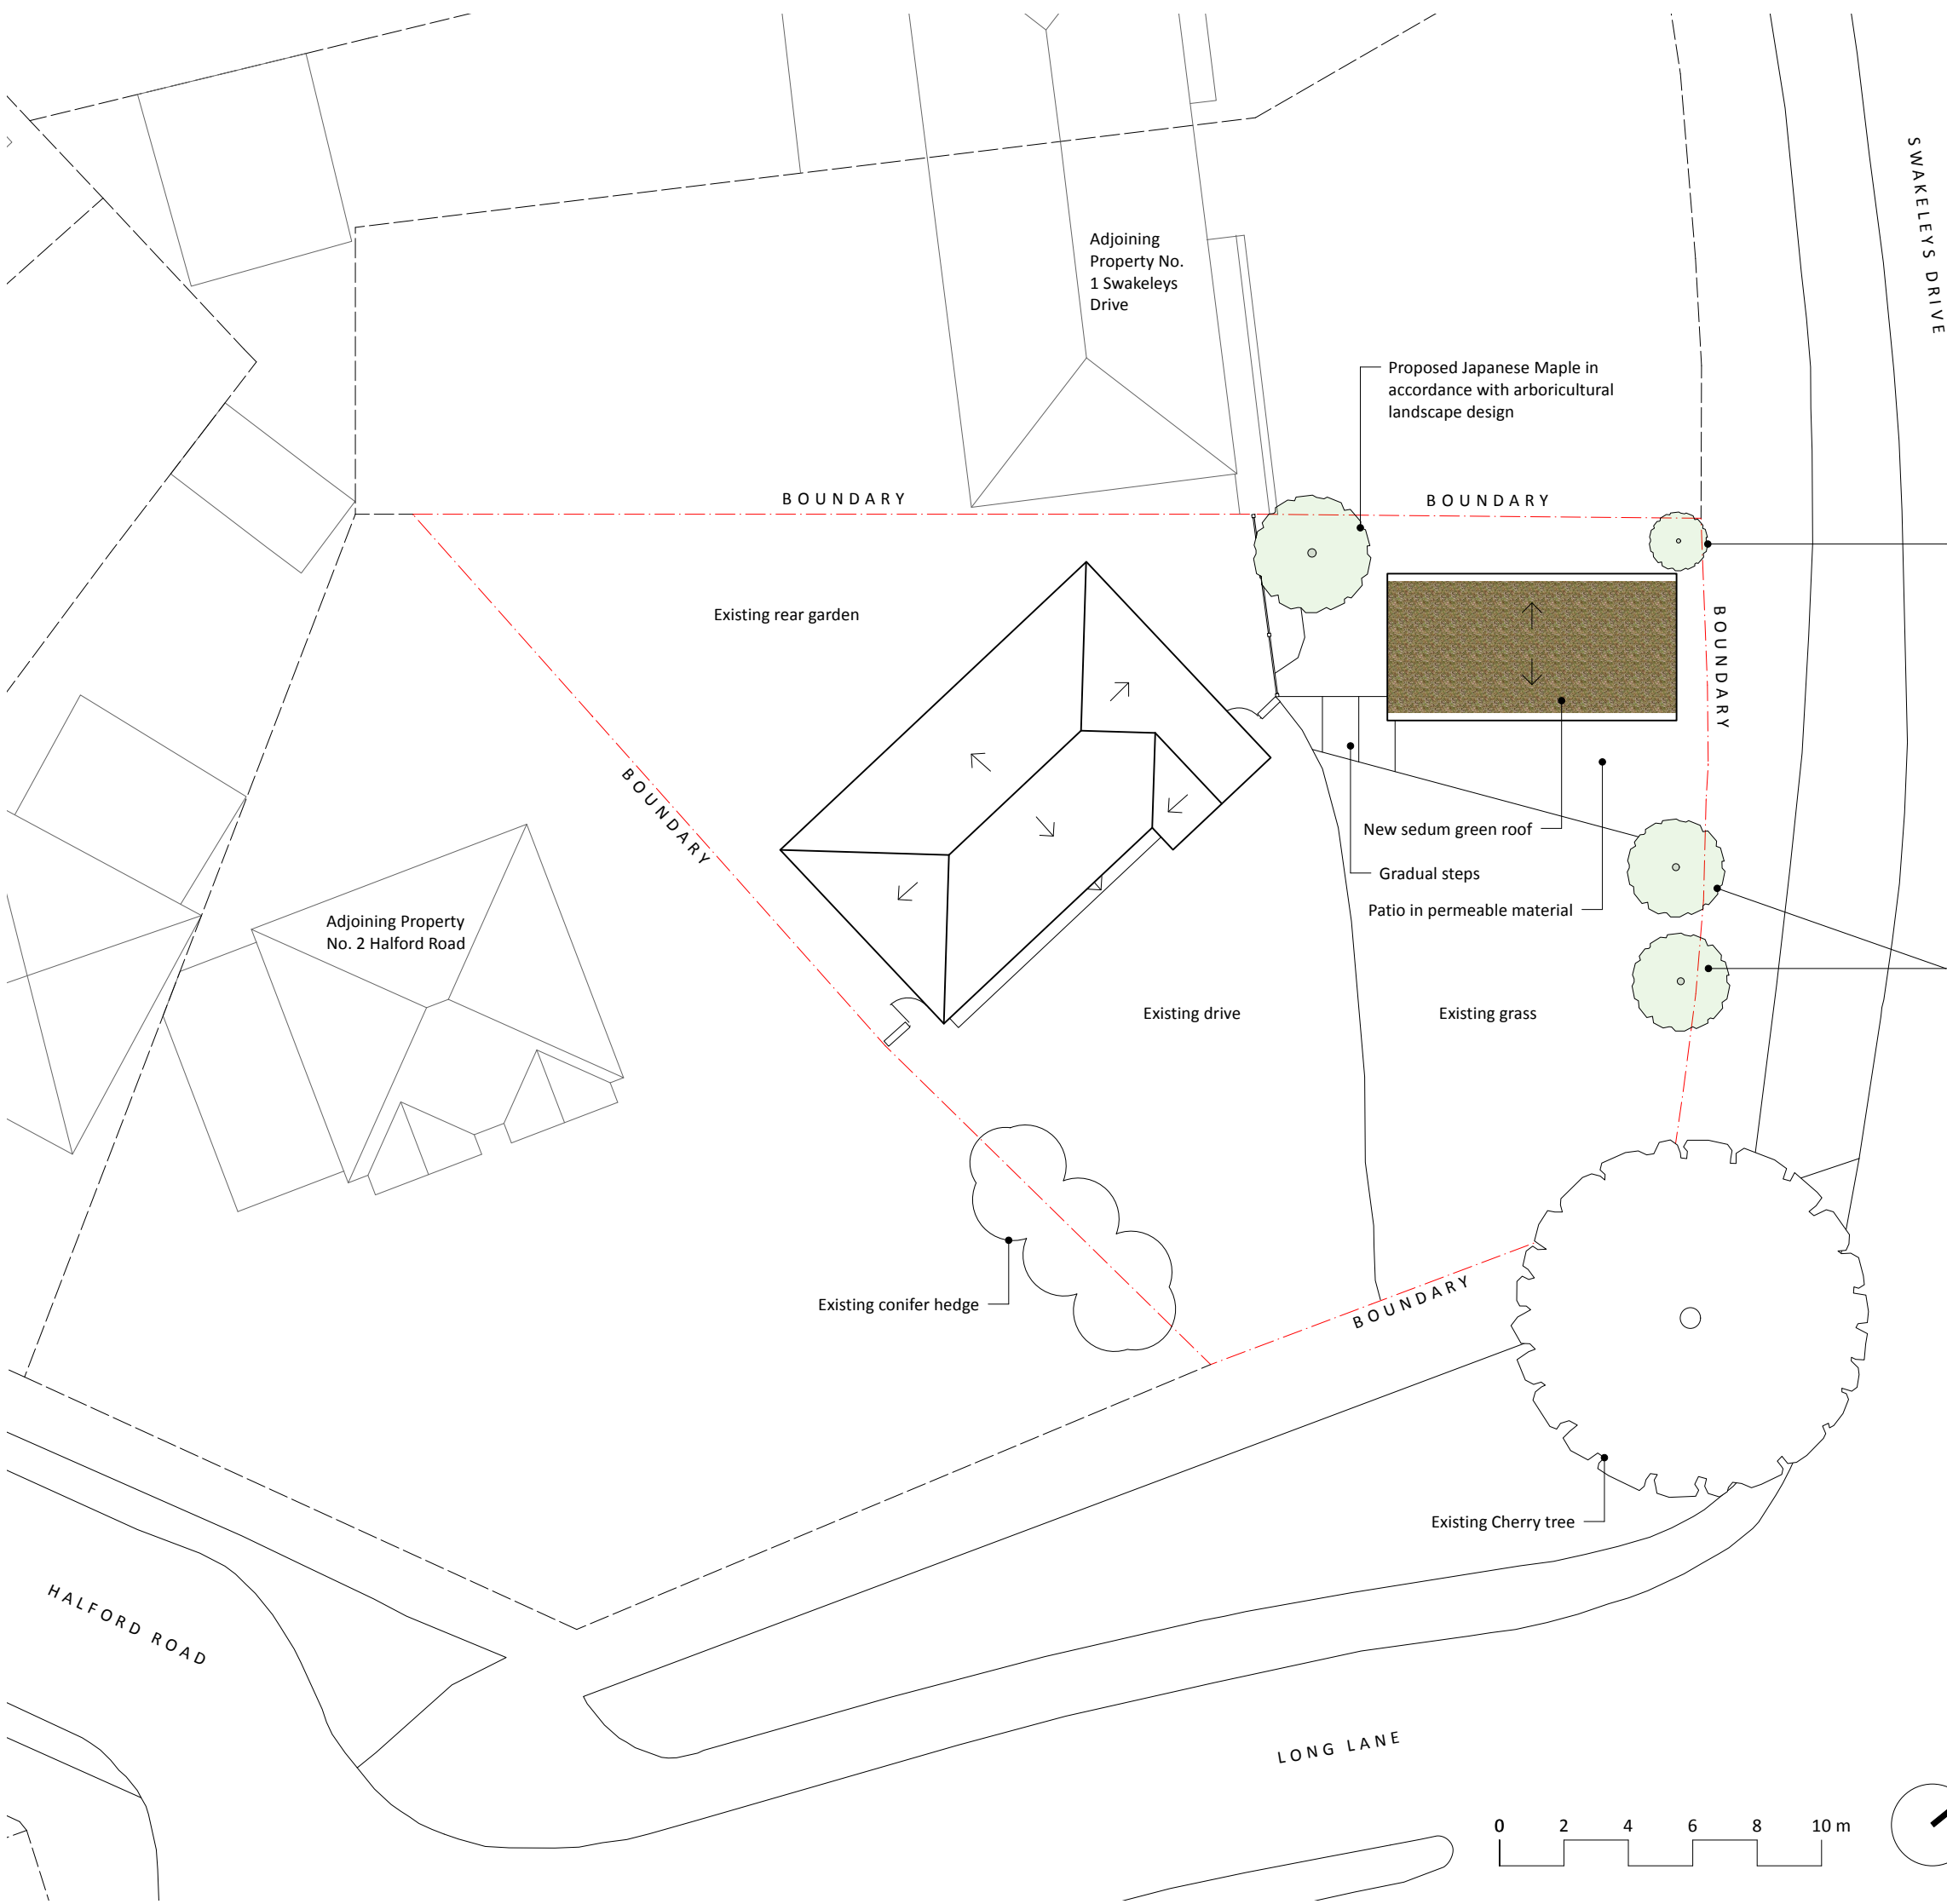 SWAKELEYS DRIVE
Adjoining
Property No.
1 Swakeleys
Drive
Proposed Japanese Maple in
accordance with arboricultural
landscape design
BOUNDARY
BOUNDARY
Existing rear garden
BOUNDARY
BOUNDARY
New sedum green roof
Gradual steps
Patio in permeable material
Adjoining Property
No. 2 Halford Road
Existing drive
Existing grass
Existing conifer hedge
BOUNDARY
Existing Cherry tree
HALFORD ROAD
LONG LANE
0 2 4 6 8 10 m